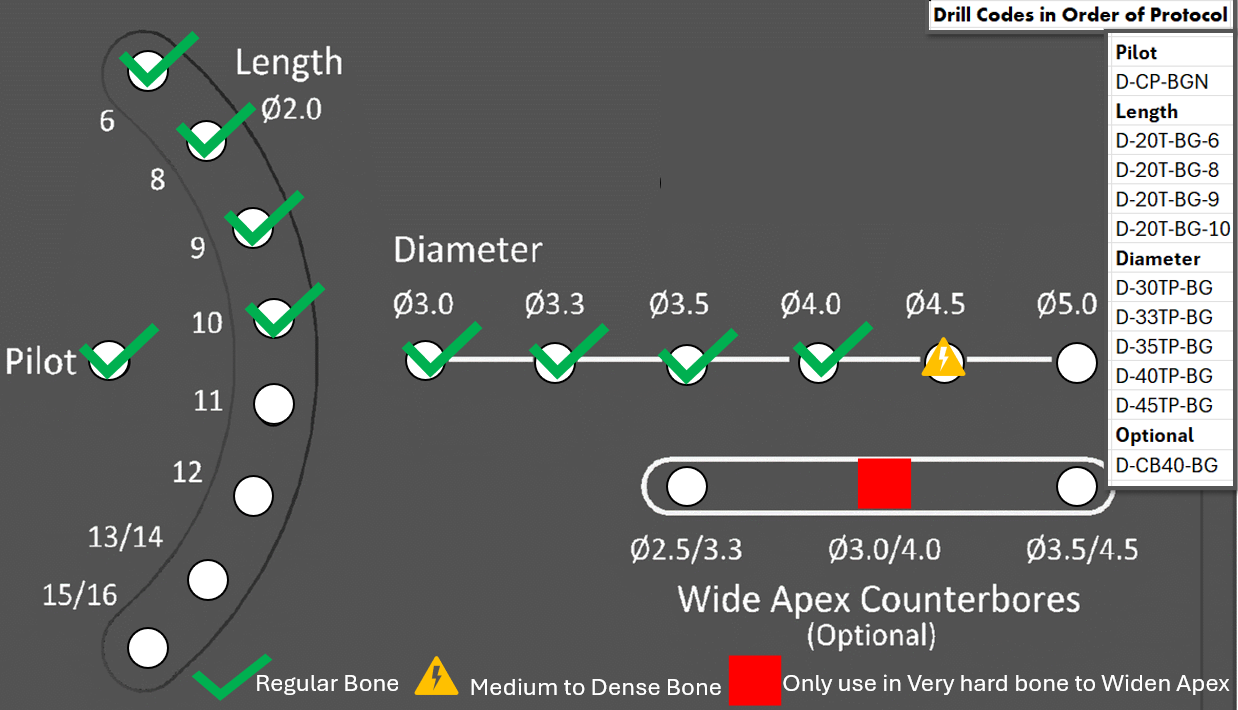 Drill Codes in Order of Protocol
Pilot
D-CP-BGN
Length
D-20T-BG-6
D-20T-BG-8
D-20T-BG-9
D-20T-BG-10
Diameter
D-30TP-BG
D-33TP-BG
D-35TP-BG
D-40TP-BG
D-45TP-BG
Optional
D-CB40-BG
Length
Ø2.0
6
8
9
10
Pilot
11
12
13/14
15/16
Diameter
Ø3.0 Ø3.3 Ø3.5 Ø4.0 Ø4.5 Ø5.0
Ø2.5/3.3 Ø3.0/4.0 Ø3.5/4.5
Wide Apex Counterbores
(Optional)
Regular Bone Medium to Dense Bone Only use in Very hard bone to Widen Apex